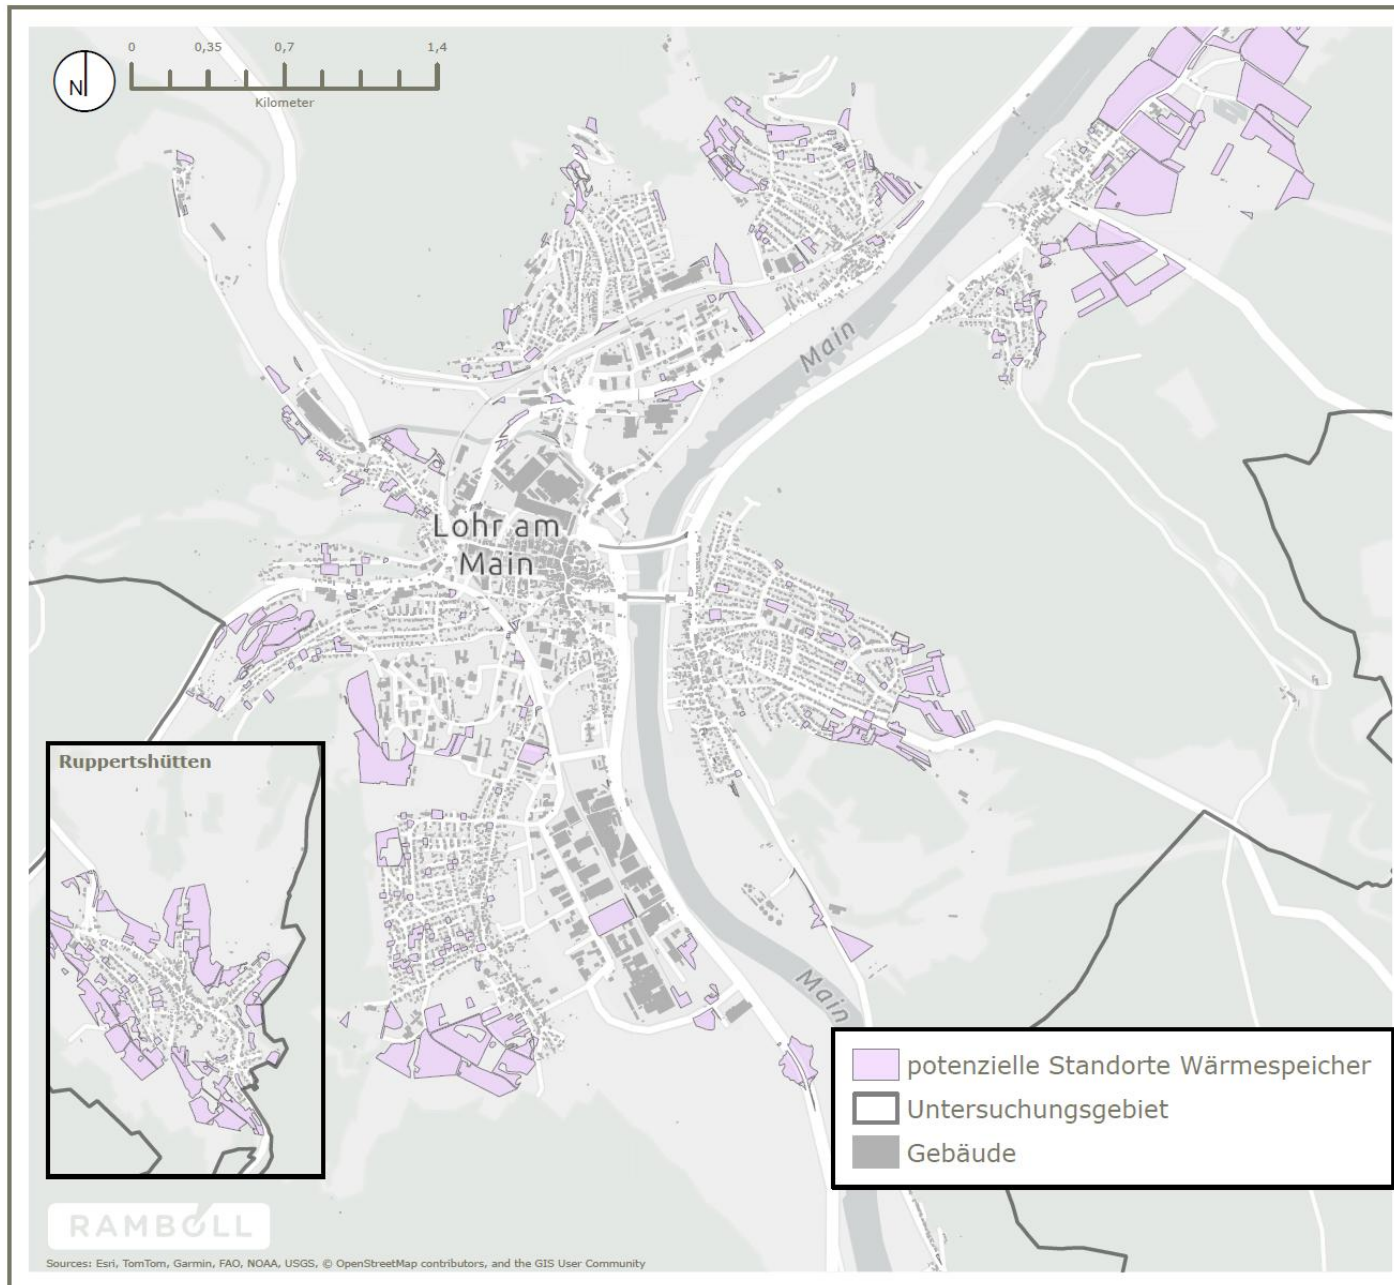 0 0,35 0,7 1,4
N
Kilometer
Main
Lohr am
Main
Ruppertshütten
Main
potenzielle Standorte Wärmespeicher
Untersuchungsgebiet
Gebäude
RAMBOLL
Sources: Esri, TomTom, Garmin, FAO, NOAA, USGS, © OpenStreetMap contributors, and the GIS User Community